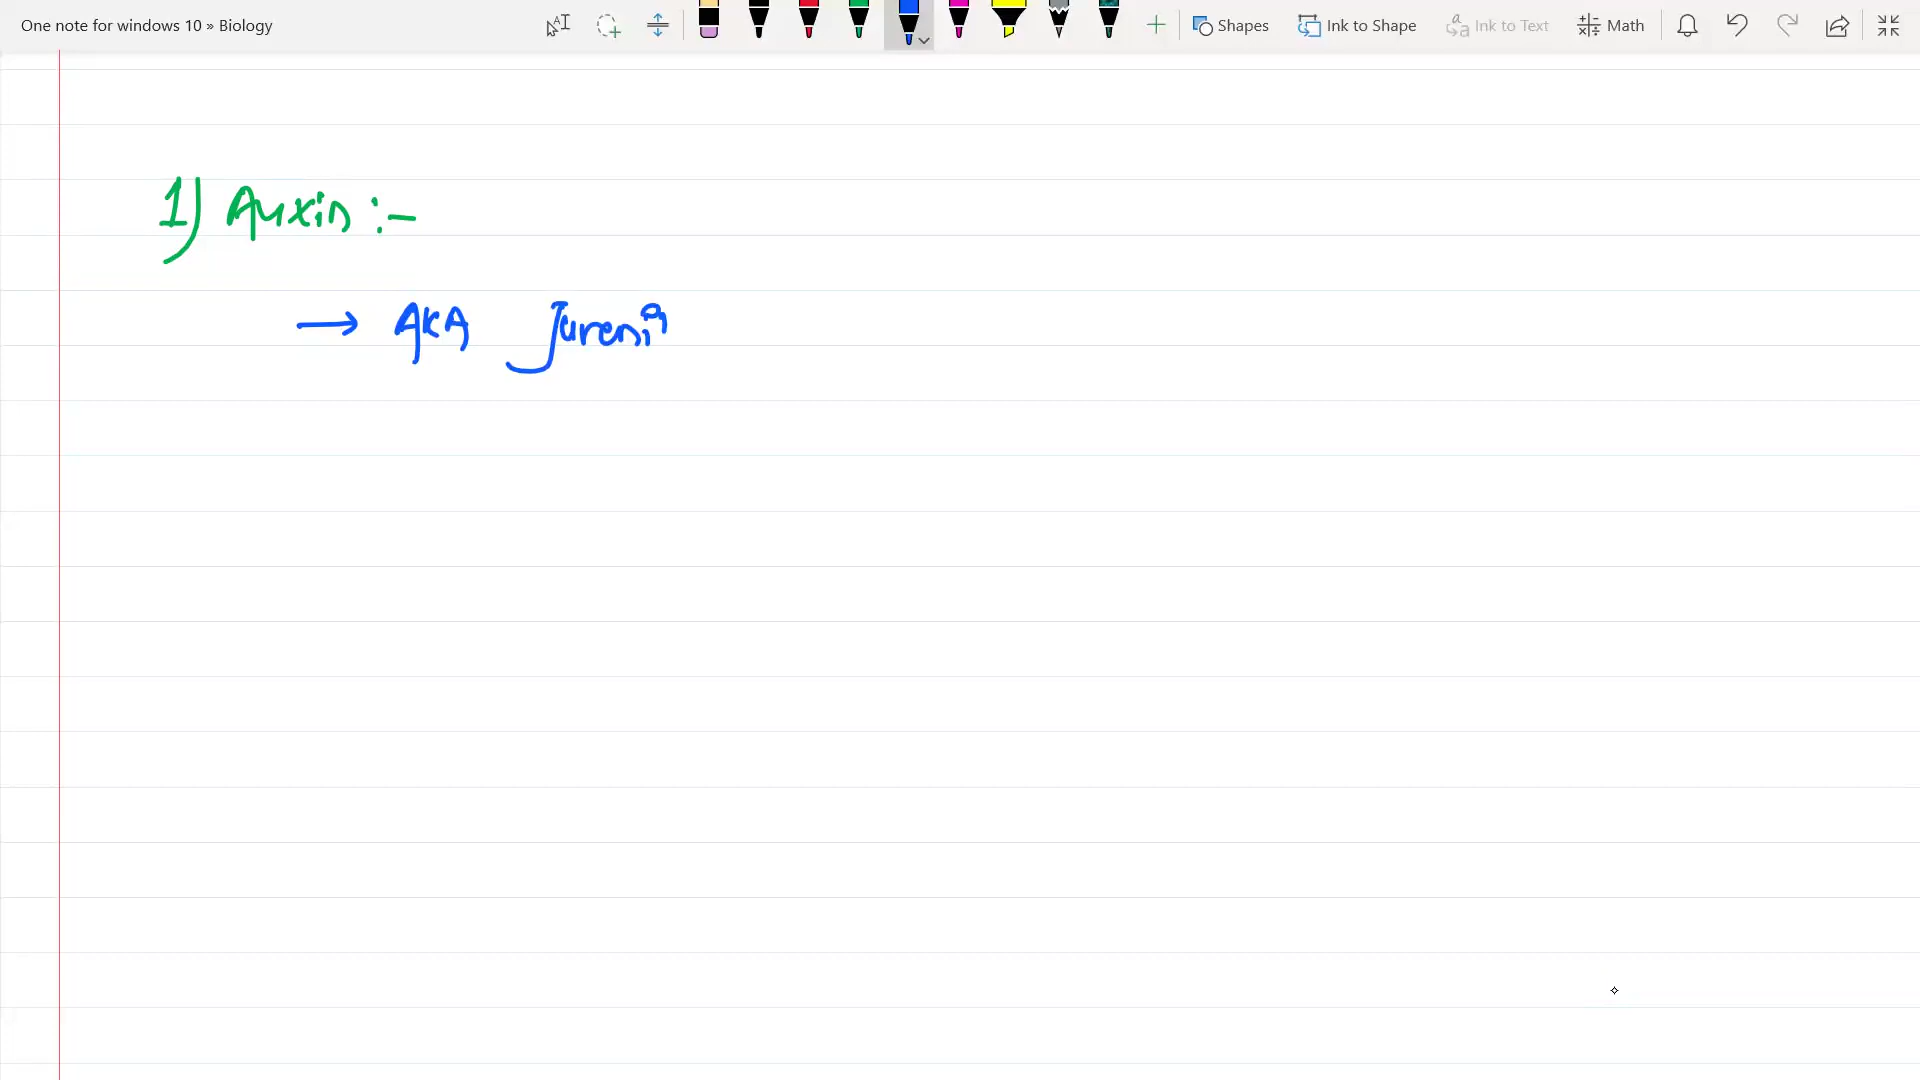 One note for windows 10 » Biology
Shapes
Ink to Shape
Ink to Text
Math
1) Auxin :-
→ AKA